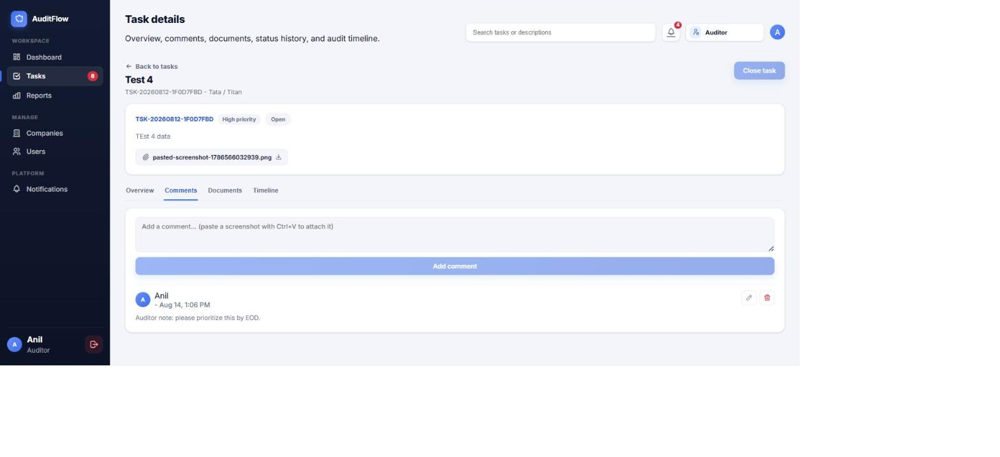 AuditFlow
WORKSPACE
Dashboard
Tasks 8
Reports
MANAGE
Companies
Users
PLATFORM
Notifications
A Anil
Auditor
Task details
Overview, comments, documents, status history, and audit timeline.
Search tasks or descriptions
4
Auditor
A
Back to tasks
Close task
Test 4
TSK-20260812-1F0D7FBD - Tata / Titan
TSK-20260812-1F0D7FBD High priority Open
TEst 4 data
pasted-screenshot-1786566032939.png
Overview Comments Documents Timeline
Add a comment... (paste a screenshot with Ctrl+V to attach it)
Add comment
A Anil
- Aug 14, 1:06 PM
Auditor note: please prioritize this by EOD.